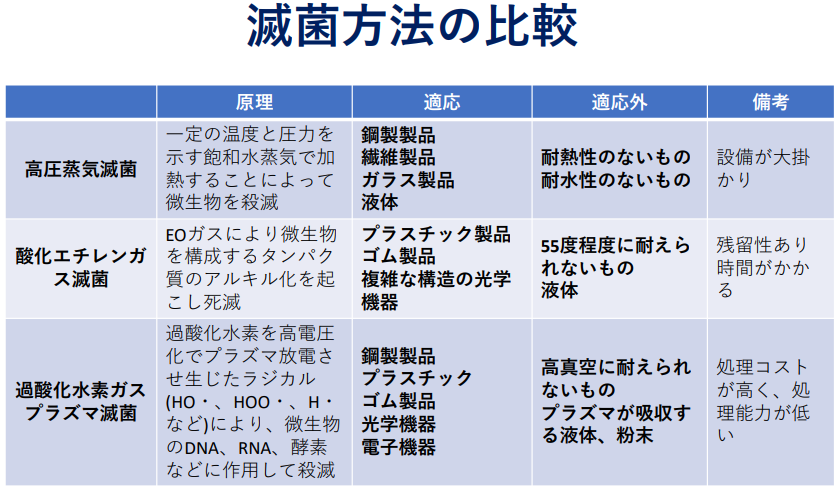 滅菌方法の比較
原理
適応
適応外
備考
高圧蒸気滅菌
一定の温度と圧力を
示す飽和水蒸気で加
熱することによって
微生物を殺滅
鋼製製品
繊維製品
ガラス製品
液体
耐熱性のないもの
耐水性のないもの
設備が大掛
かり
酸化エチレンガ
ス滅菌
EOガスにより微生物
を構成するタンパク
質のアルキル化を起
こし死滅
プラスチック製品
ゴム製品
複雑な構造の光学
機器
55度程度に耐えら
れないもの
液体
残留性あり
時間がかか
る
過酸化水素ガス
プラズマ滅菌
過酸化水素を高電圧
化でプラズマ放電さ
せ生じたラジカル
(HO・、HOO・、H・
など)により、微生物
のDNA、RNA、酵素
などに作用して殺滅
鋼製製品
プラスチック
ゴム製品
光学機器
電子機器
高真空に耐えられ
ないもの
プラズマが吸収す
る液体、粉末
処理コスト
が高く、処
理能力が低
い